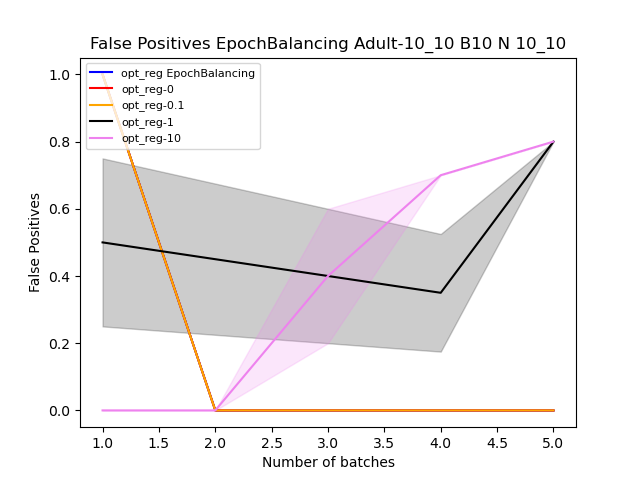 False Positives EpochBalancing Adult-10_10 B10 N 10_10
1.0
0.8
0.6
0.4
0.2
0.0
False Positives
opt_reg EpochBalancing
opt_reg-0
opt_reg-0.1
opt_reg-1
opt_reg-10
1.0 1.5 2.0 2.5 3.0 3.5 4.0 4.5 5.0
Number of batches